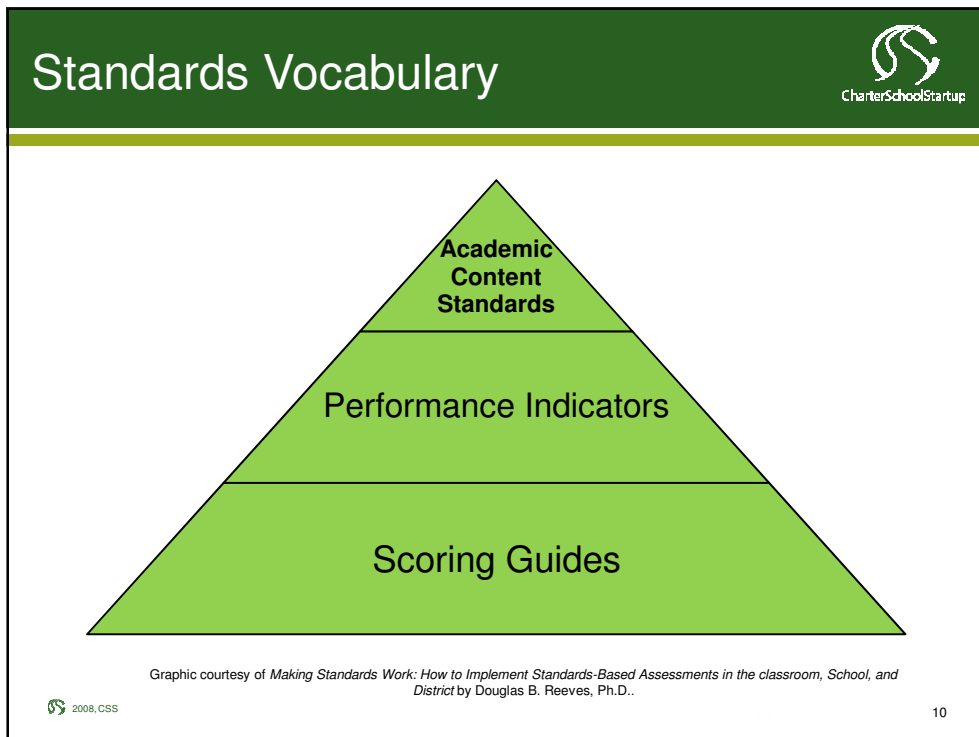 Standards Vocabulary
CharterSchoolStartup
Academic
Content
Standards
Performance Indicators
Scoring Guides
Graphic courtesy of Making Standards Work: How to Implement Standards-Based Assessments in the classroom, School, and
District by Douglas B. Reeves, Ph.D..
2008, CSS
10